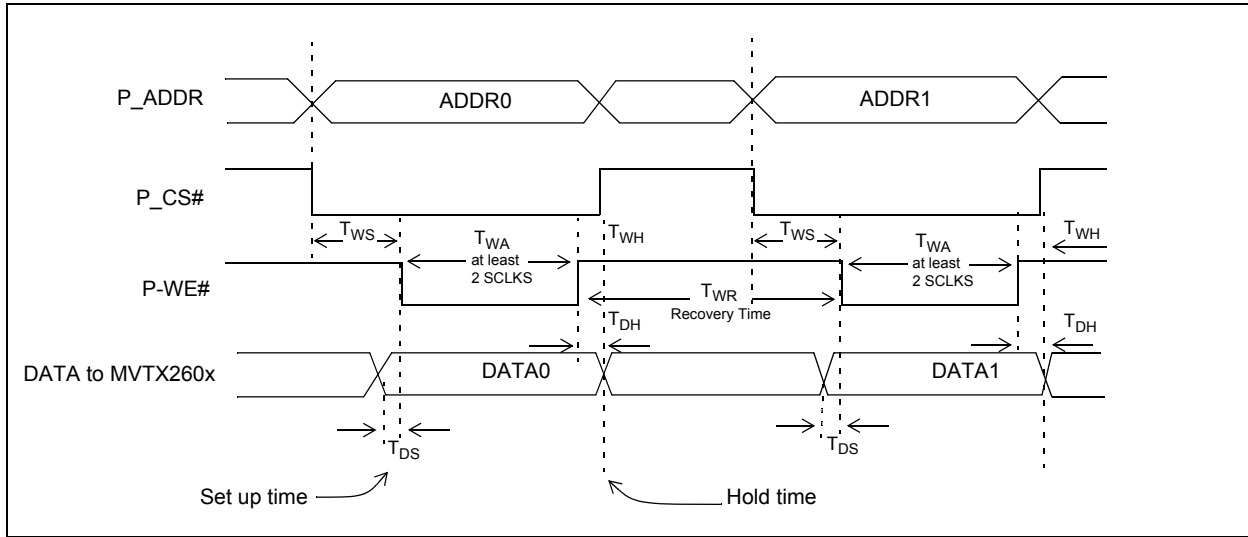 P_ADDR
ADDR0
ADDR1
P_CS#
TWS
TWA
at least
2 SCLKS
TWH
TWS
TWA
at least
2 SCLKS
TWH
P-WE#
TWR
Recovery Time
TDH
TDH
DATA to MVTX260x
DATA0
DATA1
TDS
TDS
Set up time
Hold time